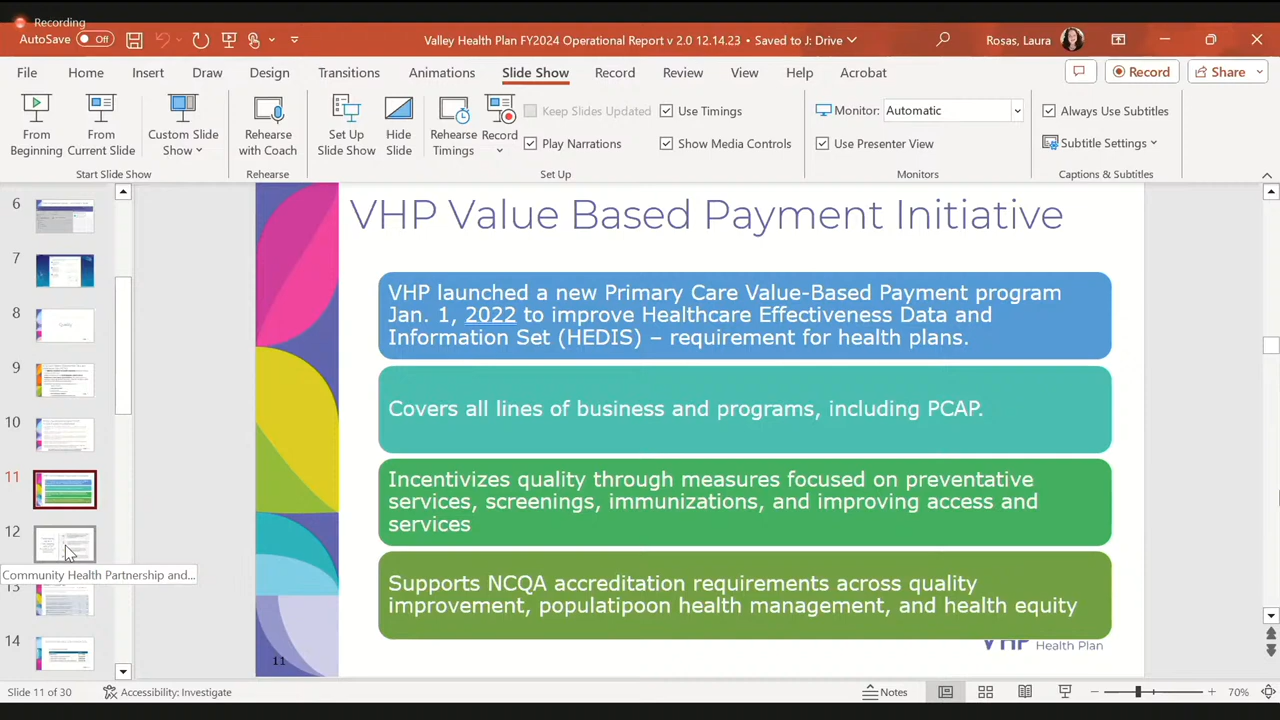 Recording
AutoSave Off
Valley Health Plan FY2024 Operational Report v 2.0 12.14.23 • Saved to J: Drive
Rosas, Laura
File Home Insert Draw Design Transitions Animations Slide Show Record Review View Help Acrobat
Record Share
From Beginning
From Current Slide
Custom Slide Show
Rehearse with Coach
Set Up Slide Show
Hide Slide
Rehearse Timings
Record
Keep Slides Updated
Play Narrations
Use Timings
Show Media Controls
Monitor: Automatic
Use Presenter View
Always Use Subtitles
Subtitle Settings
Start Slide Show Rehearse Set Up Monitors Captions & Subtitles
6
7
8
9
10
11
12
Community Health Partnership and...
13
14
VHP Value Based Payment Initiative
VHP launched a new Primary Care Value-Based Payment program
Jan. 1, 2022 to improve Healthcare Effectiveness Data and
Information Set (HEDIS) – requirement for health plans.
Covers all lines of business and programs, including PCAP.
Incentivizes quality through measures focused on preventative
services, screenings, immunizations, and improving access and
services
Supports NCQA accreditation requirements across quality
improvement, populatipoon health management, and health equity
VHP Health Plan
11
Slide 11 of 30
Accessibility: Investigate
Notes
70%